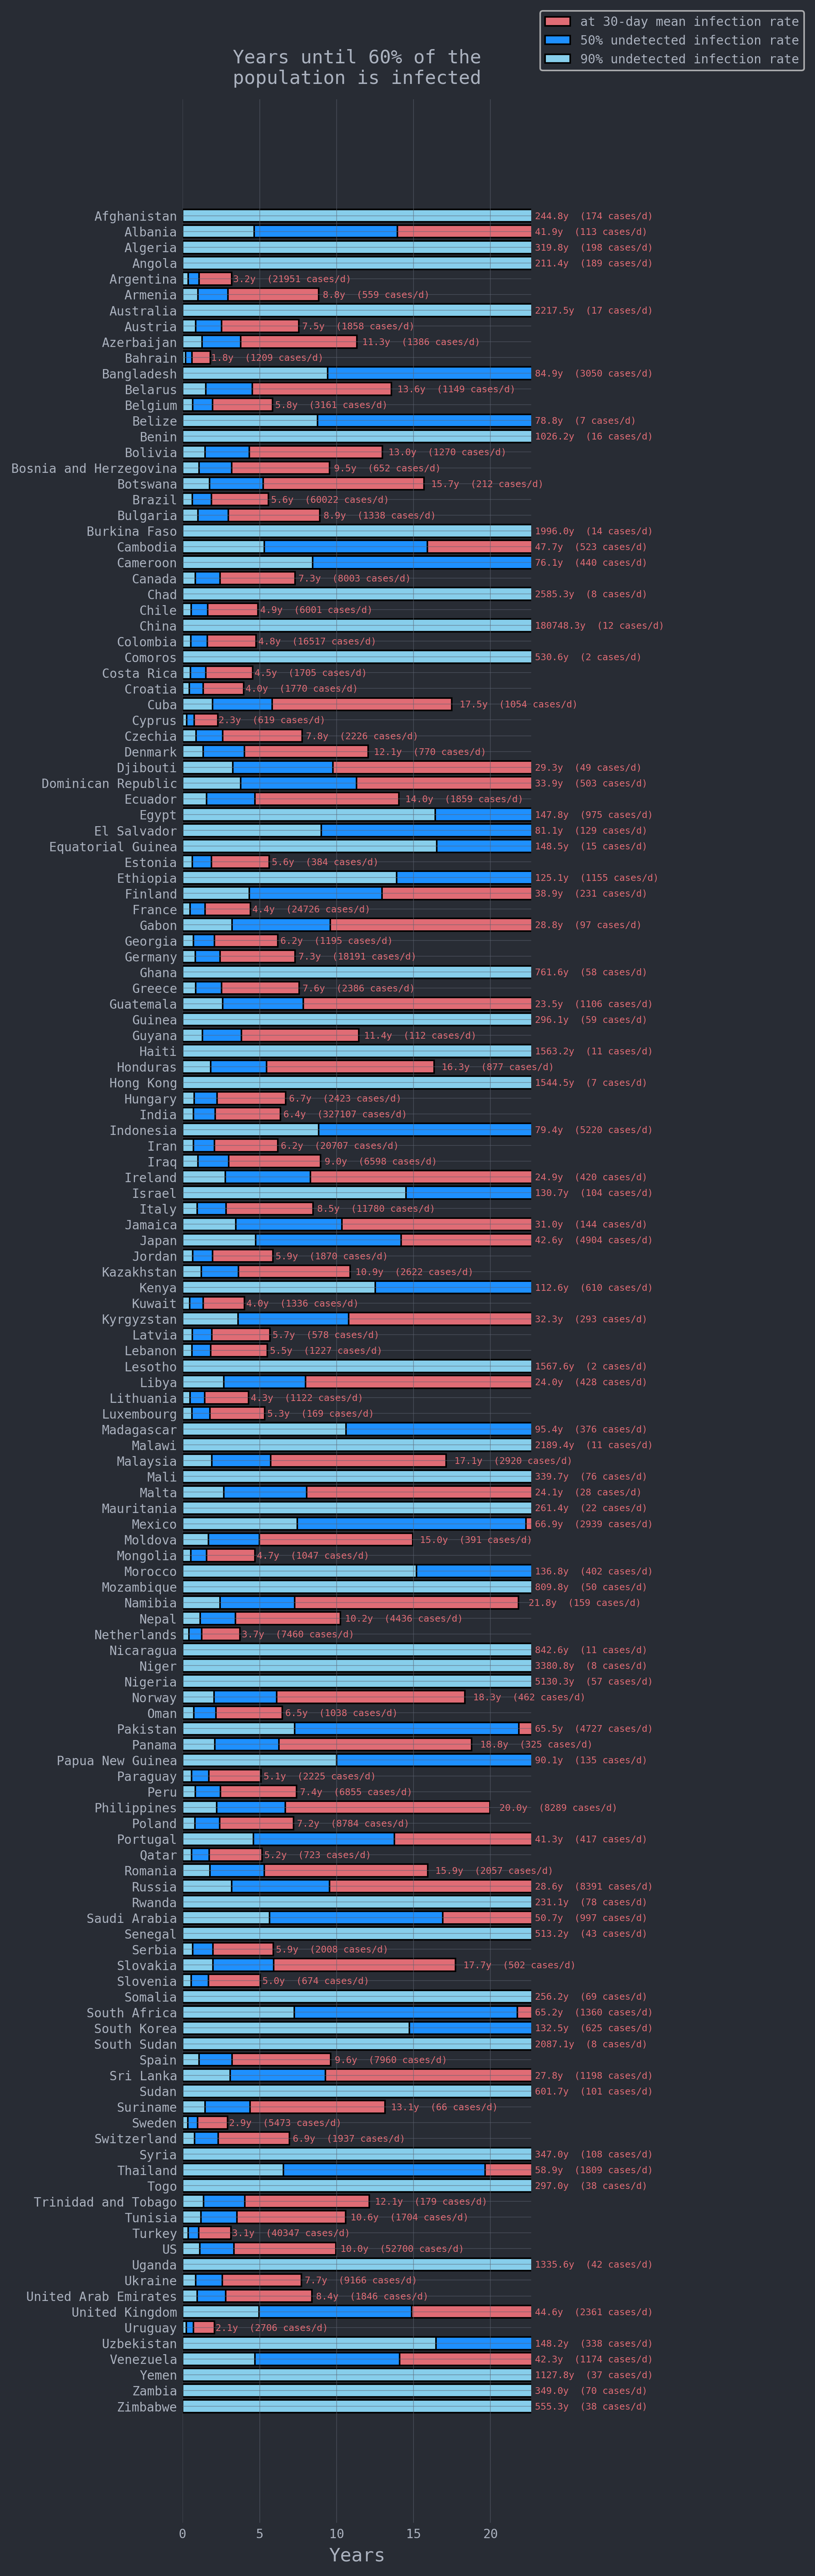 at 30-day mean infection rate
50% undetected infection rate
90% undetected infection rate
Years until 60% of the
population is infected
Afghanistan 244.8y (174 cases/d)
Albania 41.9y (113 cases/d)
Algeria 319.8y (198 cases/d)
Angola 211.4y (189 cases/d)
Argentina 3.2y (21951 cases/d)
Armenia 8.8y (559 cases/d)
Australia 2217.5y (17 cases/d)
Austria 7.5y (1858 cases/d)
Azerbaijan 11.3y (1386 cases/d)
Bahrain 1.8y (1209 cases/d)
Bangladesh 84.9y (3050 cases/d)
Belarus 13.6y (1149 cases/d)
Belgium 5.8y (3161 cases/d)
Belize 78.8y (7 cases/d)
Benin 1026.2y (16 cases/d)
Bolivia 13.0y (1270 cases/d)
Bosnia and Herzegovina 9.5y (652 cases/d)
Botswana 15.7y (212 cases/d)
Brazil 5.6y (60022 cases/d)
Bulgaria 8.9y (1338 cases/d)
Burkina Faso 1996.0y (14 cases/d)
Cambodia 47.7y (523 cases/d)
Cameroon 76.1y (440 cases/d)
Canada 7.3y (8003 cases/d)
Chad 2585.3y (8 cases/d)
Chile 4.9y (6001 cases/d)
China 180748.3y (12 cases/d)
Colombia 4.8y (16517 cases/d)
Comoros 530.6y (2 cases/d)
Costa Rica 4.5y (1705 cases/d)
Croatia 4.0y (1770 cases/d)
Cuba 17.5y (1054 cases/d)
Cyprus 2.3y (619 cases/d)
Czechia 7.8y (2226 cases/d)
Denmark 12.1y (770 cases/d)
Djibouti 29.3y (49 cases/d)
Dominican Republic 33.9y (503 cases/d)
Ecuador 14.0y (1859 cases/d)
Egypt 147.8y (975 cases/d)
El Salvador 81.1y (129 cases/d)
Equatorial Guinea 148.5y (15 cases/d)
Estonia 5.6y (384 cases/d)
Ethiopia 125.1y (1155 cases/d)
Finland 38.9y (231 cases/d)
France 4.4y (24726 cases/d)
Gabon 28.8y (97 cases/d)
Georgia 6.2y (1195 cases/d)
Germany 7.3y (18191 cases/d)
Ghana 761.6y (58 cases/d)
Greece 7.6y (2386 cases/d)
Guatemala 23.5y (1106 cases/d)
Guinea 296.1y (59 cases/d)
Guyana 11.4y (112 cases/d)
Haiti 1563.2y (11 cases/d)
Honduras 16.3y (877 cases/d)
Hong Kong 1544.5y (7 cases/d)
Hungary 6.7y (2423 cases/d)
India 6.4y (327107 cases/d)
Indonesia 79.4y (5220 cases/d)
Iran 6.2y (20707 cases/d)
Iraq 9.0y (6598 cases/d)
Ireland 24.9y (420 cases/d)
Israel 130.7y (104 cases/d)
Italy 8.5y (11780 cases/d)
Jamaica 31.0y (144 cases/d)
Japan 42.6y (4904 cases/d)
Jordan 5.9y (1870 cases/d)
Kazakhstan 10.9y (2622 cases/d)
Kenya 112.6y (610 cases/d)
Kuwait 4.0y (1336 cases/d)
Kyrgyzstan 32.3y (293 cases/d)
Latvia 5.7y (578 cases/d)
Lebanon 5.5y (1227 cases/d)
Lesotho 1567.6y (2 cases/d)
Libya 24.0y (428 cases/d)
Lithuania 4.3y (1122 cases/d)
Luxembourg 5.3y (169 cases/d)
Madagascar 95.4y (376 cases/d)
Malawi 2189.4y (11 cases/d)
Malaysia 17.1y (2920 cases/d)
Mali 339.7y (76 cases/d)
Malta 24.1y (28 cases/d)
Mauritania 261.4y (22 cases/d)
Mexico 66.9y (2939 cases/d)
Moldova 15.0y (391 cases/d)
Mongolia 4.7y (1047 cases/d)
Morocco 136.8y (402 cases/d)
Mozambique 809.8y (50 cases/d)
Namibia 21.8y (159 cases/d)
Nepal 10.2y (4436 cases/d)
Netherlands 3.7y (7460 cases/d)
Nicaragua 842.6y (11 cases/d)
Niger 3380.8y (8 cases/d)
Nigeria 5130.3y (57 cases/d)
Norway 18.3y (462 cases/d)
Oman 6.5y (1038 cases/d)
Pakistan 65.5y (4727 cases/d)
Panama 18.8y (325 cases/d)
Papua New Guinea 90.1y (135 cases/d)
Paraguay 5.1y (2225 cases/d)
Peru 7.4y (6855 cases/d)
Philippines 20.0y (8289 cases/d)
Poland 7.2y (8784 cases/d)
Portugal 41.3y (417 cases/d)
Qatar 5.2y (723 cases/d)
Romania 15.9y (2057 cases/d)
Russia 28.6y (8391 cases/d)
Rwanda 231.1y (78 cases/d)
Saudi Arabia 50.7y (997 cases/d)
Senegal 513.2y (43 cases/d)
Serbia 5.9y (2008 cases/d)
Slovakia 17.7y (502 cases/d)
Slovenia 5.0y (674 cases/d)
Somalia 256.2y (69 cases/d)
South Africa 65.2y (1360 cases/d)
South Korea 132.5y (625 cases/d)
South Sudan 2087.1y (8 cases/d)
Spain 9.6y (7960 cases/d)
Sri Lanka 27.8y (1198 cases/d)
Sudan 601.7y (101 cases/d)
Suriname 13.1y (66 cases/d)
Sweden 2.9y (5473 cases/d)
Switzerland 6.9y (1937 cases/d)
Syria 347.0y (108 cases/d)
Thailand 58.9y (1809 cases/d)
Togo 297.0y (38 cases/d)
Trinidad and Tobago 12.1y (179 cases/d)
Tunisia 10.6y (1704 cases/d)
Turkey 3.1y (40347 cases/d)
US 10.0y (52700 cases/d)
Uganda 1335.6y (42 cases/d)
Ukraine 7.7y (9166 cases/d)
United Arab Emirates 8.4y (1846 cases/d)
United Kingdom 44.6y (2361 cases/d)
Uruguay 2.1y (2706 cases/d)
Uzbekistan 148.2y (338 cases/d)
Venezuela 42.3y (1174 cases/d)
Yemen 1127.8y (37 cases/d)
Zambia 349.0y (70 cases/d)
Zimbabwe 555.3y (38 cases/d)
0 5 10 15 20
Years